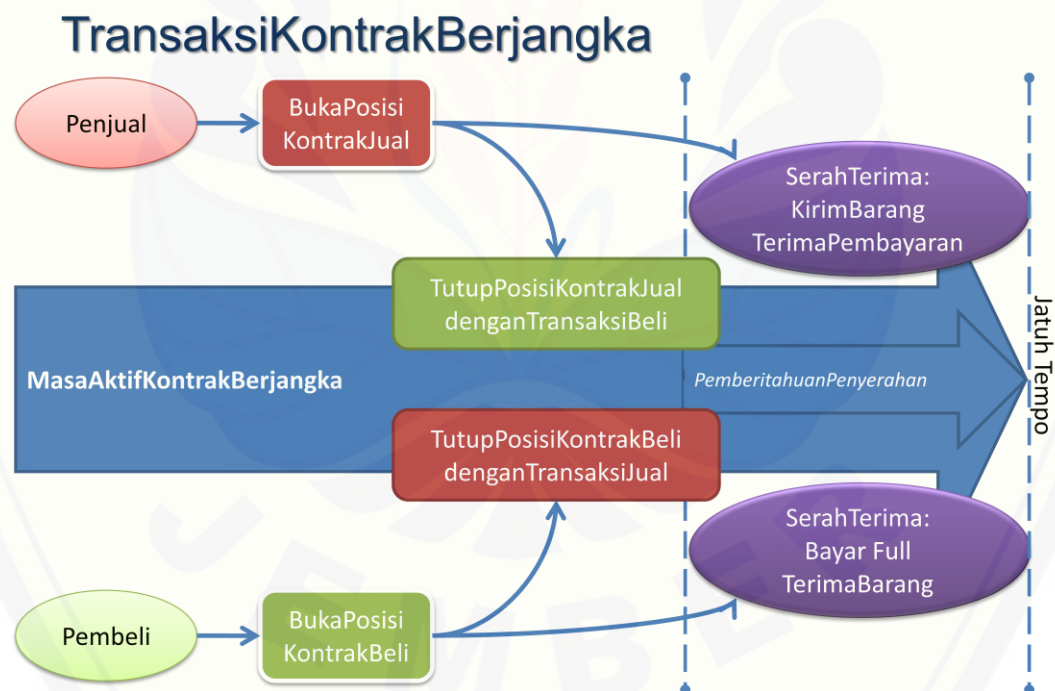 TransaksiKontrakBerjangka
Penjual
BukaPosisi
KontrakJual
SerahTerima:
KirimBarang
TerimaPembayaran
TutupPosisiKontrakJual
denganTransaksiBeli
MasaAktifKontrakBerjangka
PemberitahuanPenyerahan
Jatuh Tempo
TutupPosisiKontrakBeli
denganTransaksiJual
SerahTerima:
Bayar Full
TerimaBarang
Pembeli
BukaPosisi
KontrakBeli
JEMBER